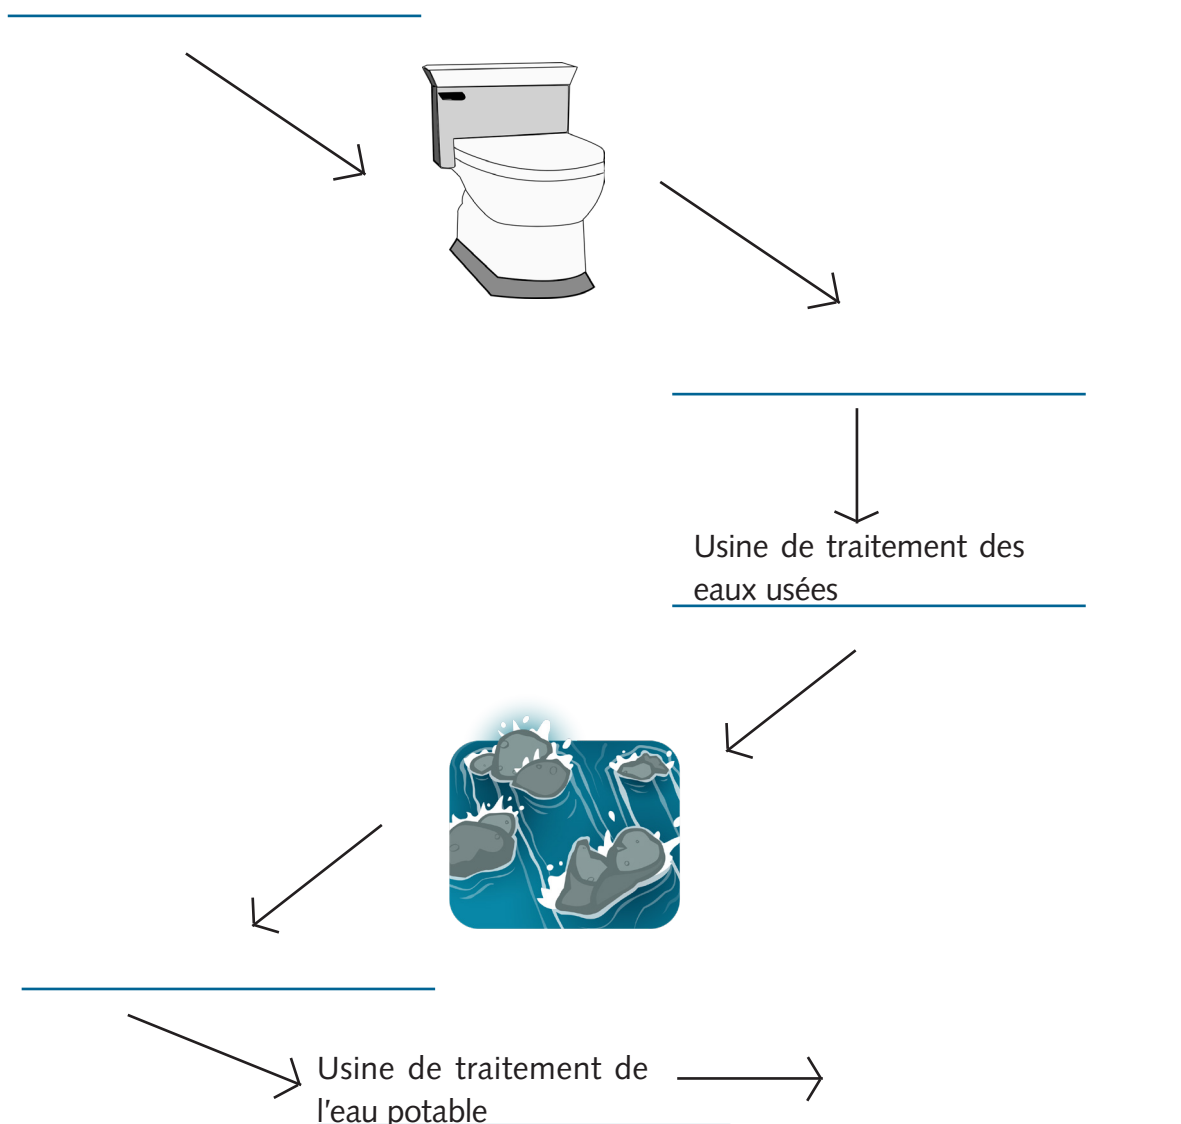 Usine de traitement des
eaux usées
Usine de traitement de
l'eau potable